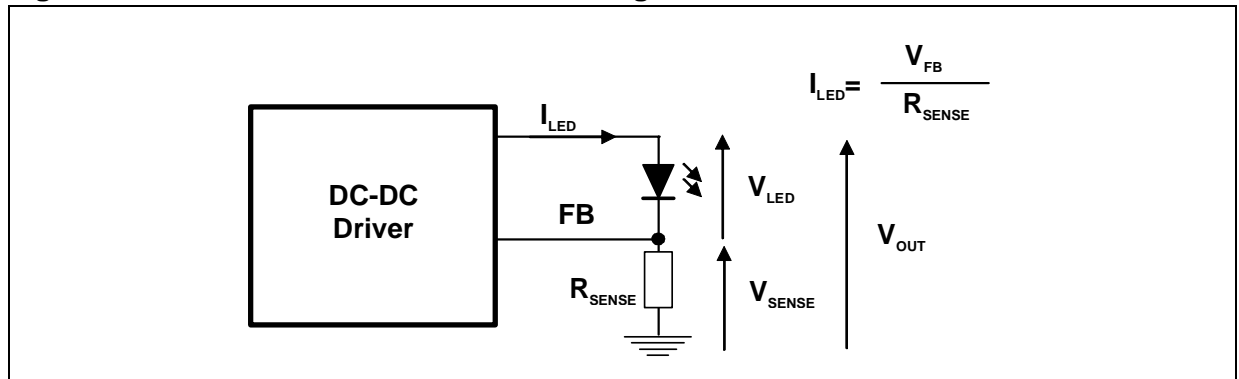 V_FB
I_LED=
R_SENSE
I_LED
DC-DC
Driver
FB
V_LED
V_OUT
R_SENSE
V_SENSE